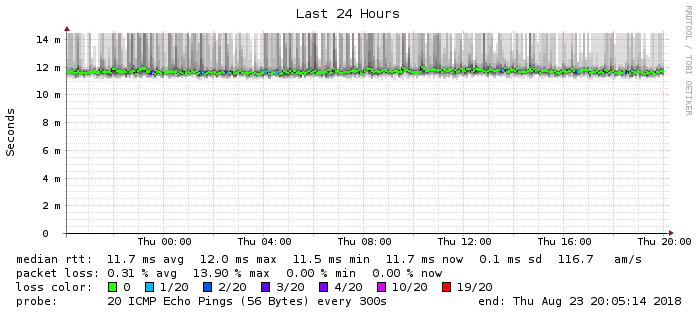 Last 24 Hours
RRDTOOL / TOBI OETIKER
Seconds
14 m
12 m
10 m
8 m
6 m
4 m
2 m
0
Thu 00:00 Thu 04:00 Thu 08:00 Thu 12:00 Thu 16:00 Thu 20:00
median rtt: 11.7 ms avg 12.0 ms max 11.5 ms min 11.7 ms now 0.1 ms sd 116.7 am/s
packet loss: 0.31 % avg 13.90 % max 0.00 % min 0.00 % now
loss color: 0 1/20 2/20 3/20 4/20 10/20 19/20
probe: 20 ICMP Echo Pings (56 Bytes) every 300s end: Thu Aug 23 20:05:14 2018